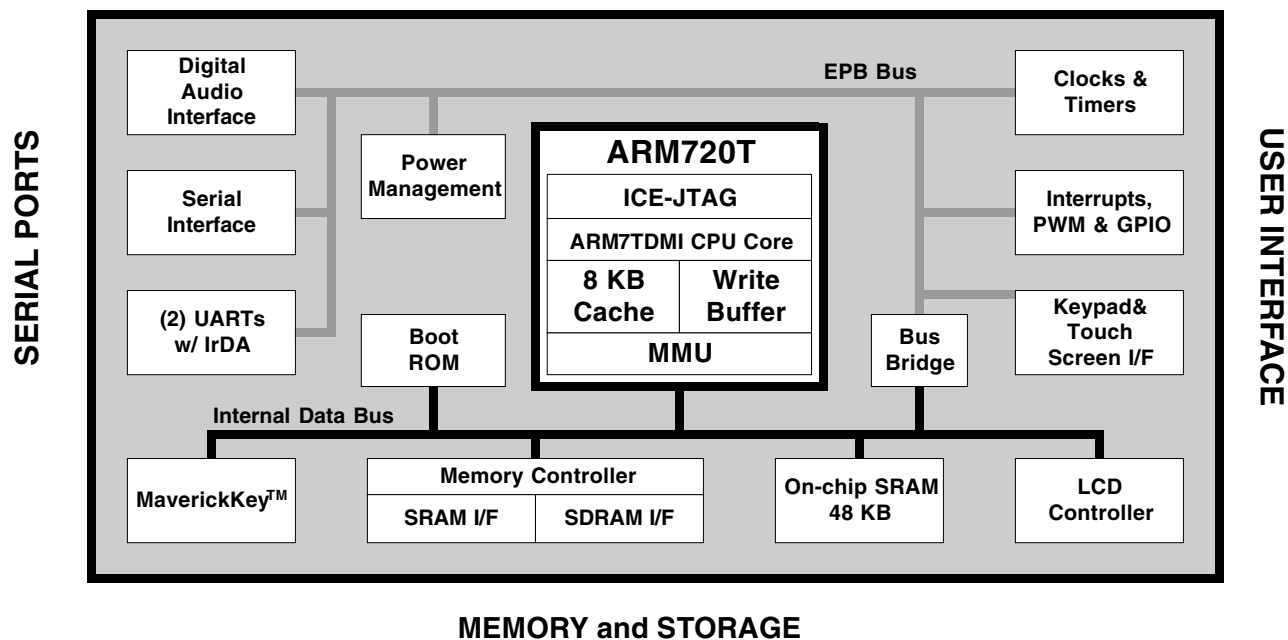 SERIAL PORTS
Digital
Audio
Interface
EPB Bus
Clocks &
Timers
Power
Management
ARM720T
ICE-JTAG
ARM7TDMI CPU Core
8 KB
Cache
Write
Buffer
MMU
Serial
Interface
Interrupts,
PWM & GPIO
(2) UARTs
w/ IrDA
Boot
ROM
Bus
Bridge
Keypad&
Touch
Screen I/F
USER INTERFACE
Internal Data Bus
MaverickKey™
Memory Controller
SRAM I/F
SDRAM I/F
On-chip SRAM
48 KB
LCD
Controller
MEMORY and STORAGE